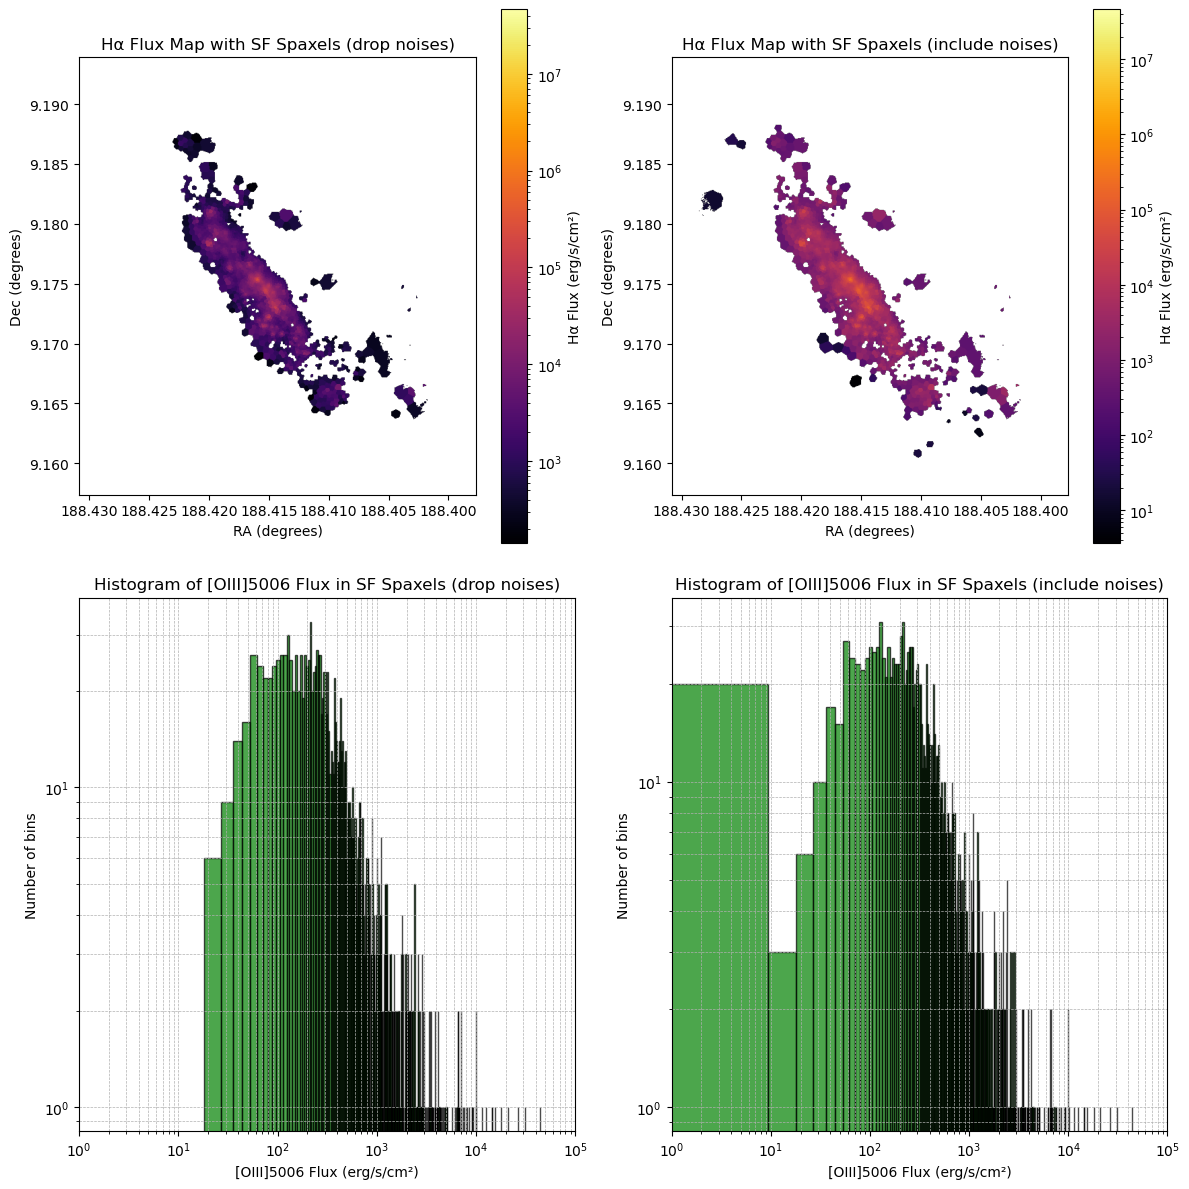 Hα Flux Map with SF Spaxels (drop noises)
Dec (degrees)
9.190
9.185
9.180
9.175
9.170
9.165
9.160
188.430 188.425 188.420 188.415 188.410 188.405 188.400
RA (degrees)
10⁷
10⁶
10⁵
10⁴
10³
Hα Flux (erg/s/cm²)
Hα Flux Map with SF Spaxels (include noises)
Dec (degrees)
9.190
9.185
9.180
9.175
9.170
9.165
9.160
188.430 188.425 188.420 188.415 188.410 188.405 188.400
RA (degrees)
10⁷
10⁶
10⁵
10⁴
10³
10²
10¹
Hα Flux (erg/s/cm²)
Histogram of [OIII]5006 Flux in SF Spaxels (drop noises)
Number of bins
10¹
10⁰
10⁰ 10¹ 10² 10³ 10⁴ 10⁵
[OIII]5006 Flux (erg/s/cm²)
Histogram of [OIII]5006 Flux in SF Spaxels (include noises)
Number of bins
10¹
10⁰
10⁰ 10¹ 10² 10³ 10⁴ 10⁵
[OIII]5006 Flux (erg/s/cm²)